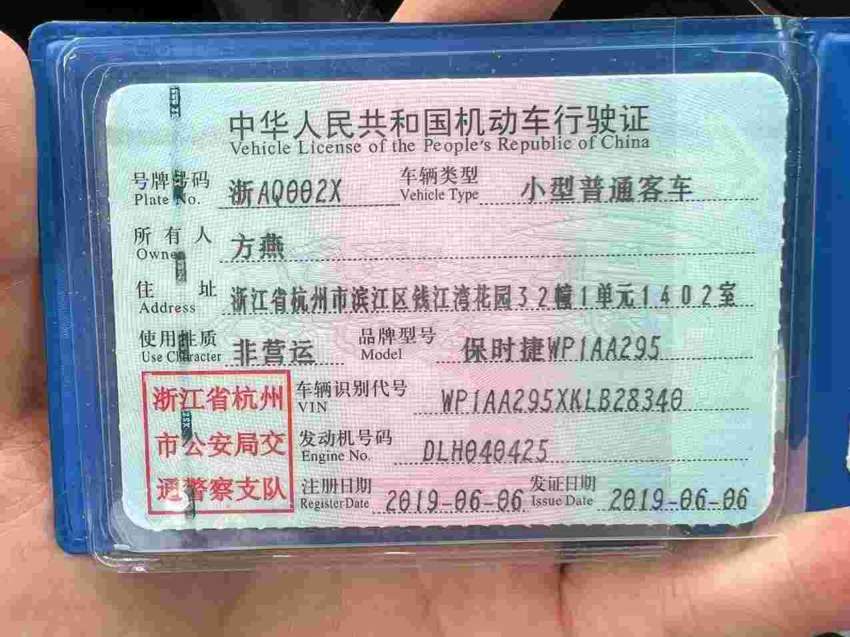 中华人民共和国机动车行驶证
Vehicle License of the People's Republic of China
号牌号码 浙AQ002X 车辆类型 小型普通客车
Plate No. Vehicle Type
所有人 方燕
Owner
住址 浙江省杭州市滨江区钱江湾花园32幢1单元1402室
Address
使用性质 非营运 品牌型号 保时捷WP1AA295
Use Character Model
浙江省杭州
市公安局交
通警察支队
车辆识别代号 WP1AA295XKLB28340
VIN
发动机号码 DLH040425
Engine No.
注册日期 2019-06-06 发证日期 2019-06-06
Register Date Issue Date